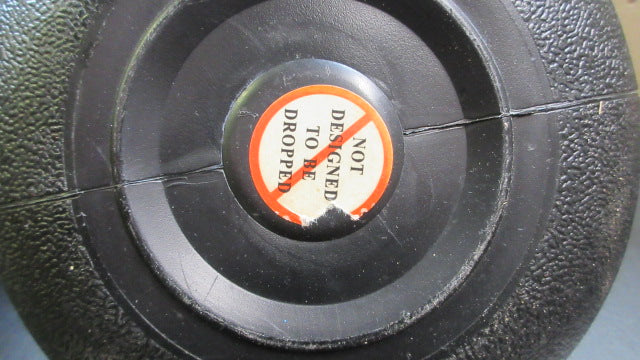 NOT
DESIGNED
TO BE
DROPPED